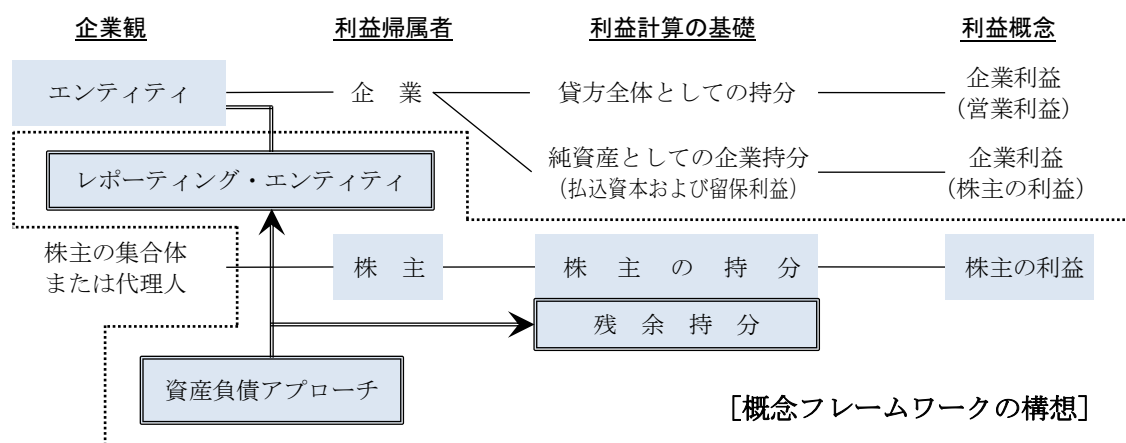 企業観 利益帰属者 利益計算の基礎 利益概念
エンティティ 企 業 貸方全体としての持分 企業利益
(営業利益)
レポーティング・エンティティ 純資産としての企業持分 企業利益
(払込資本および留保利益) (株主の利益)
株主の集合体
または代理人 株 主 株 主 の 持 分 株主の利益
残 余 持 分
資産負債アプローチ
[概念フレームワークの構想]